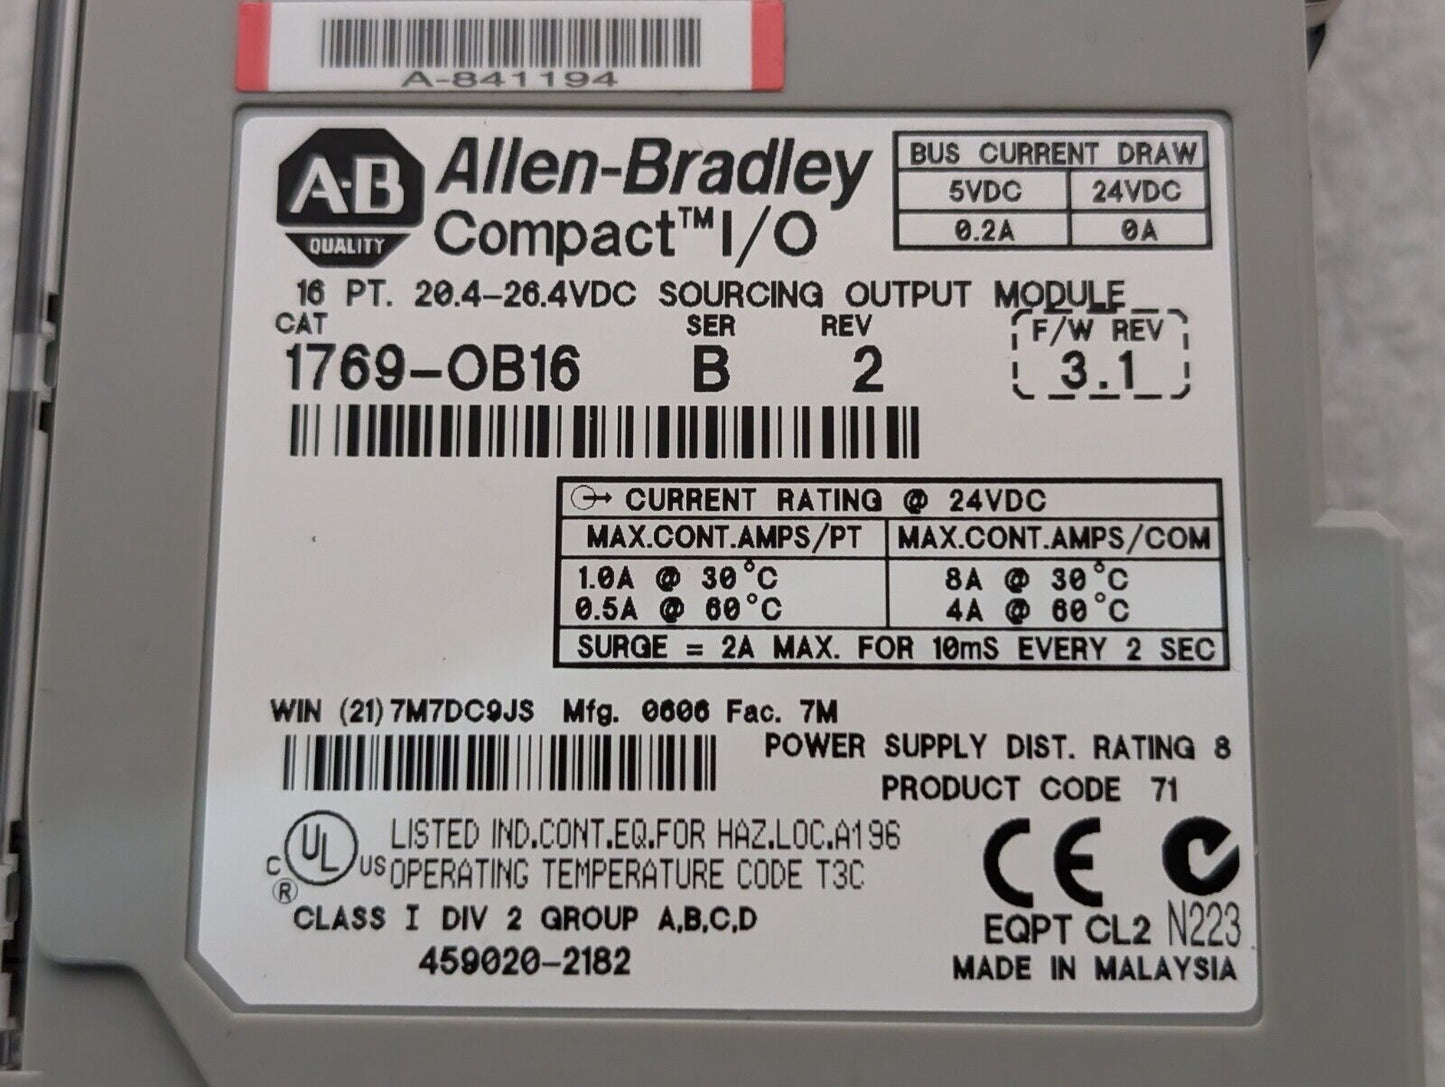 A-841194
A-B
QUALITY
Allen-Bradley
Compact™ I/O
BUS CURRENT DRAW
5VDC 24VDC
0.2A 0A
16 PT. 20.4-26.4VDC SOURCING OUTPUT MODULE
CAT SER REV F/W REV
1769-OB16 B 2 3.1
CURRENT RATING @ 24VDC
MAX.CONT.AMPS/PT MAX.CONT.AMPS/COM
1.0A @ 30°C 8A @ 30°C
0.5A @ 60°C 4A @ 60°C
SURGE = 2A MAX. FOR 10mS EVERY 2 SEC
WIN (21) 7M7DC9JS Mfg. 0606 Fac. 7M
POWER SUPPLY DIST. RATING 8
PRODUCT CODE 71
C UL US ®
LISTED IND.CONT.EQ.FOR HAZ.LOC.A196
OPERATING TEMPERATURE CODE T3C
CLASS I DIV 2 GROUP A,B,C,D
459020-2182
CE
EQPT CL2 N223
MADE IN MALAYSIA